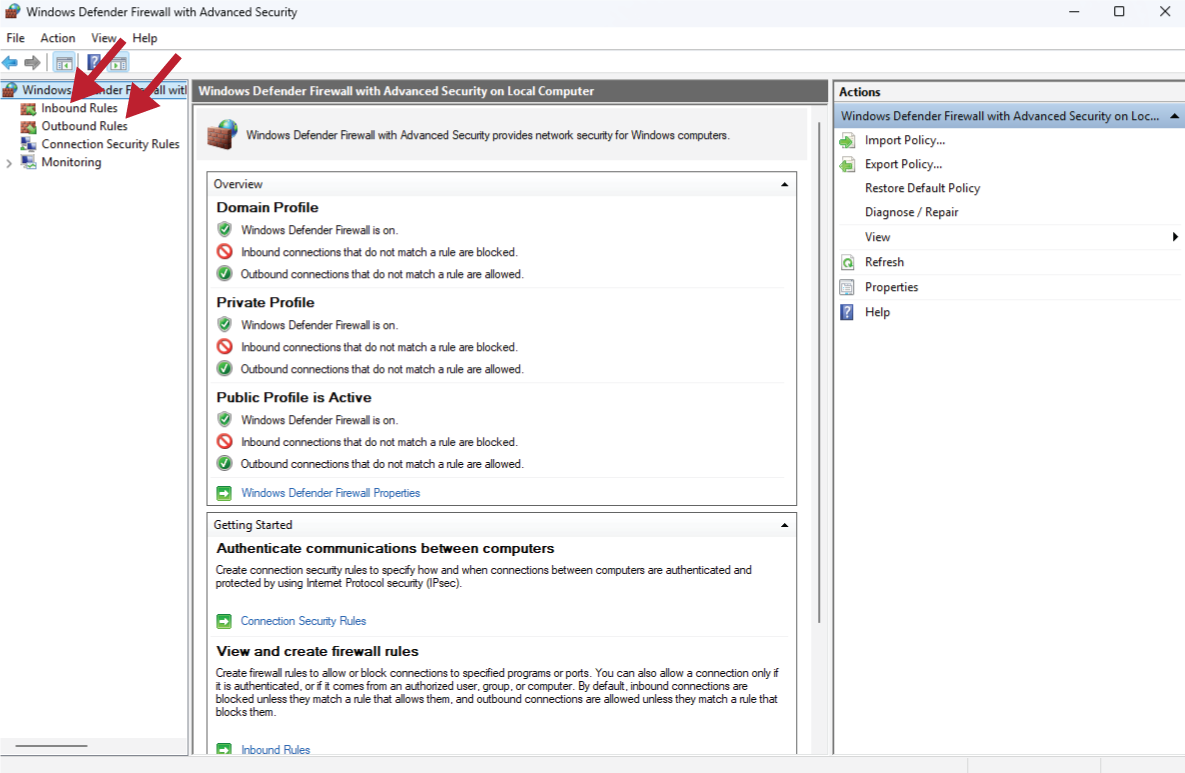 Windows Defender Firewall with Advanced Security
File Action View Help
Windows Defender Firewall with
Inbound Rules
Outbound Rules
Connection Security Rules
Monitoring
Windows Defender Firewall with Advanced Security on Local Computer
Windows Defender Firewall with Advanced Security provides network security for Windows computers.
Overview
Domain Profile
Windows Defender Firewall is on.
Inbound connections that do not match a rule are blocked.
Outbound connections that do not match a rule are allowed.
Private Profile
Windows Defender Firewall is on.
Inbound connections that do not match a rule are blocked.
Outbound connections that do not match a rule are allowed.
Public Profile is Active
Windows Defender Firewall is on.
Inbound connections that do not match a rule are blocked.
Outbound connections that do not match a rule are allowed.
Windows Defender Firewall Properties
Getting Started
Authenticate communications between computers
Create connection security rules to specify how and when connections between computers are authenticated and
protected by using Internet Protocol security (IPsec).
Connection Security Rules
View and create firewall rules
Create firewall rules to allow or block connections to specified programs or ports. You can also allow a connection only if
it is authenticated, or if it comes from an authorized user, group, or computer. By default, inbound connections are
blocked unless they match a rule that allows them, and outbound connections are allowed unless they match a rule that
blocks them.
Inbound Rules
Actions
Windows Defender Firewall with Advanced Security on Loc...
Import Policy...
Export Policy...
Restore Default Policy
Diagnose / Repair
View
Refresh
Properties
Help